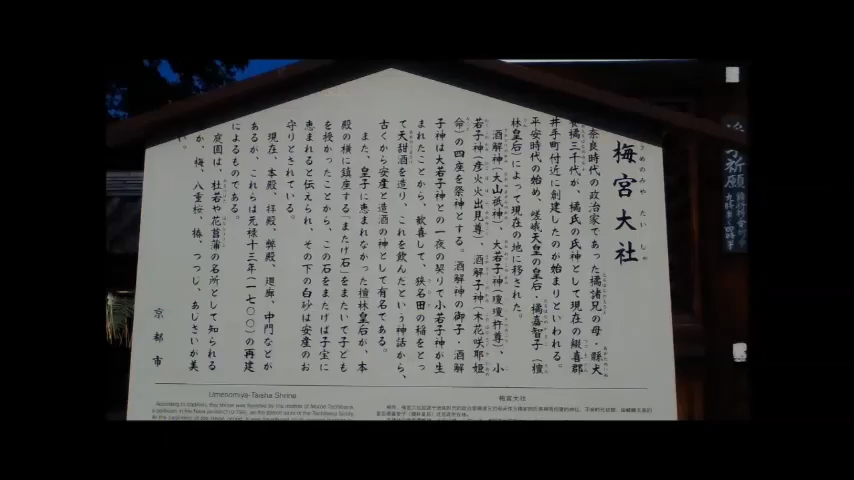 梅宮大社
うめのみや たいしゃ
奈良時代の政治家であった橘諸兄の母・縣犬
養橘三千代が、橘氏の氏神として現在の綴喜郡
井手町付近に創建したのが始まりといわれる。
平安時代の始め、嵯峨天皇の皇后・橘嘉智子(檀
林皇后)によって現在の地に移された。
酒解神(大山祇神)、大若子神(瓊瓊杵尊)、小
若子神(彦火火出見尊)、酒解子神(木花咲耶姫
命)の四座を祭神とする。酒解神の御子・酒解
子神は大若子神との一夜の契りで小若子神が生
まれたことから、歓喜して、狭名田の稲をとっ
て天甜酒を造り、これを飲んだという神話から、
古くから安産と造酒の神として有名である。
また、皇子に恵まれなかった檀林皇后が、本
殿の横に鎮座する「またげ石」をまたいで子ども
を授かったことから、この石をまたげば子宝に
恵まれると伝えられ、その下の白砂は安産のお
守りとされている。
現在、本殿、拝殿、弊殿、廻廊、中門などが
あるが、これらは元禄十三年(一七〇〇)の再建
によるものである。
庭園は、杜若や花菖蒲の名所として知られる
か、梅、八重桜、椿、つつじ、あじさいが美
い。
京都市
Umenomiya-Taisha Shrine
梅宮大社
祈願